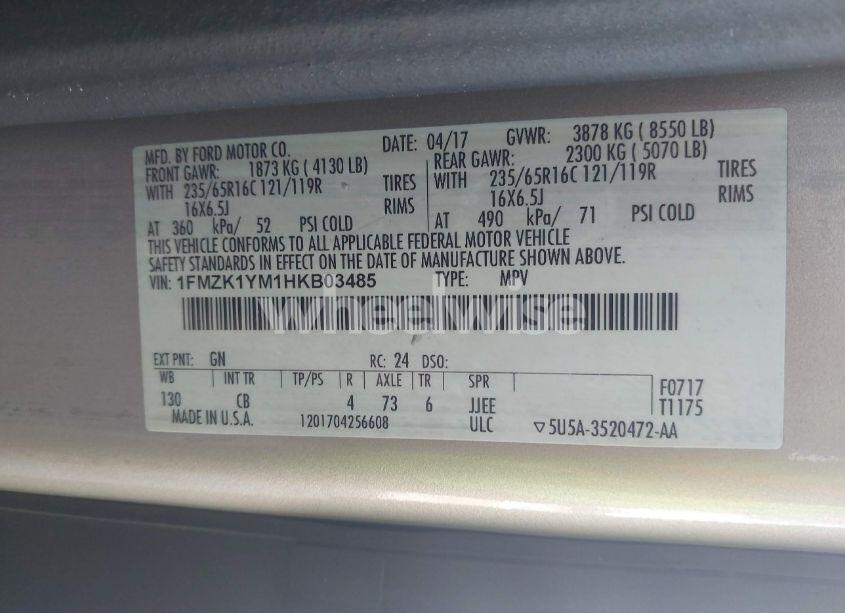 MFD. BY FORD MOTOR CO. DATE: 04/17 GVWR: 3878 KG ( 8550 LB)
FRONT GAWR: 1873 KG ( 4130 LB) REAR GAWR: 2300 KG ( 5070 LB)
WITH 235/65R16C 121/119R TIRES WITH 235/65R16C 121/119R TIRES
16X6.5J RIMS 16X6.5J RIMS
AT 360 kPa/ 52 PSI COLD AT 490 kPa/ 71 PSI COLD
THIS VEHICLE CONFORMS TO ALL APPLICABLE FEDERAL MOTOR VEHICLE
SAFETY STANDARDS IN EFFECT ON THE DATE OF MANUFACTURE SHOWN ABOVE.
VIN: 1FMZK1YM1HKB03485 TYPE: MPV
wheelwise
EXT PNT: GN RC: 24 DSO:
WB INT TR TP/PS R AXLE TR SPR F0717
130 CB 4 73 6 JJEE T1175
MADE IN U.S.A. 1201704256608 ULC ▽5U5A-3520472-AA